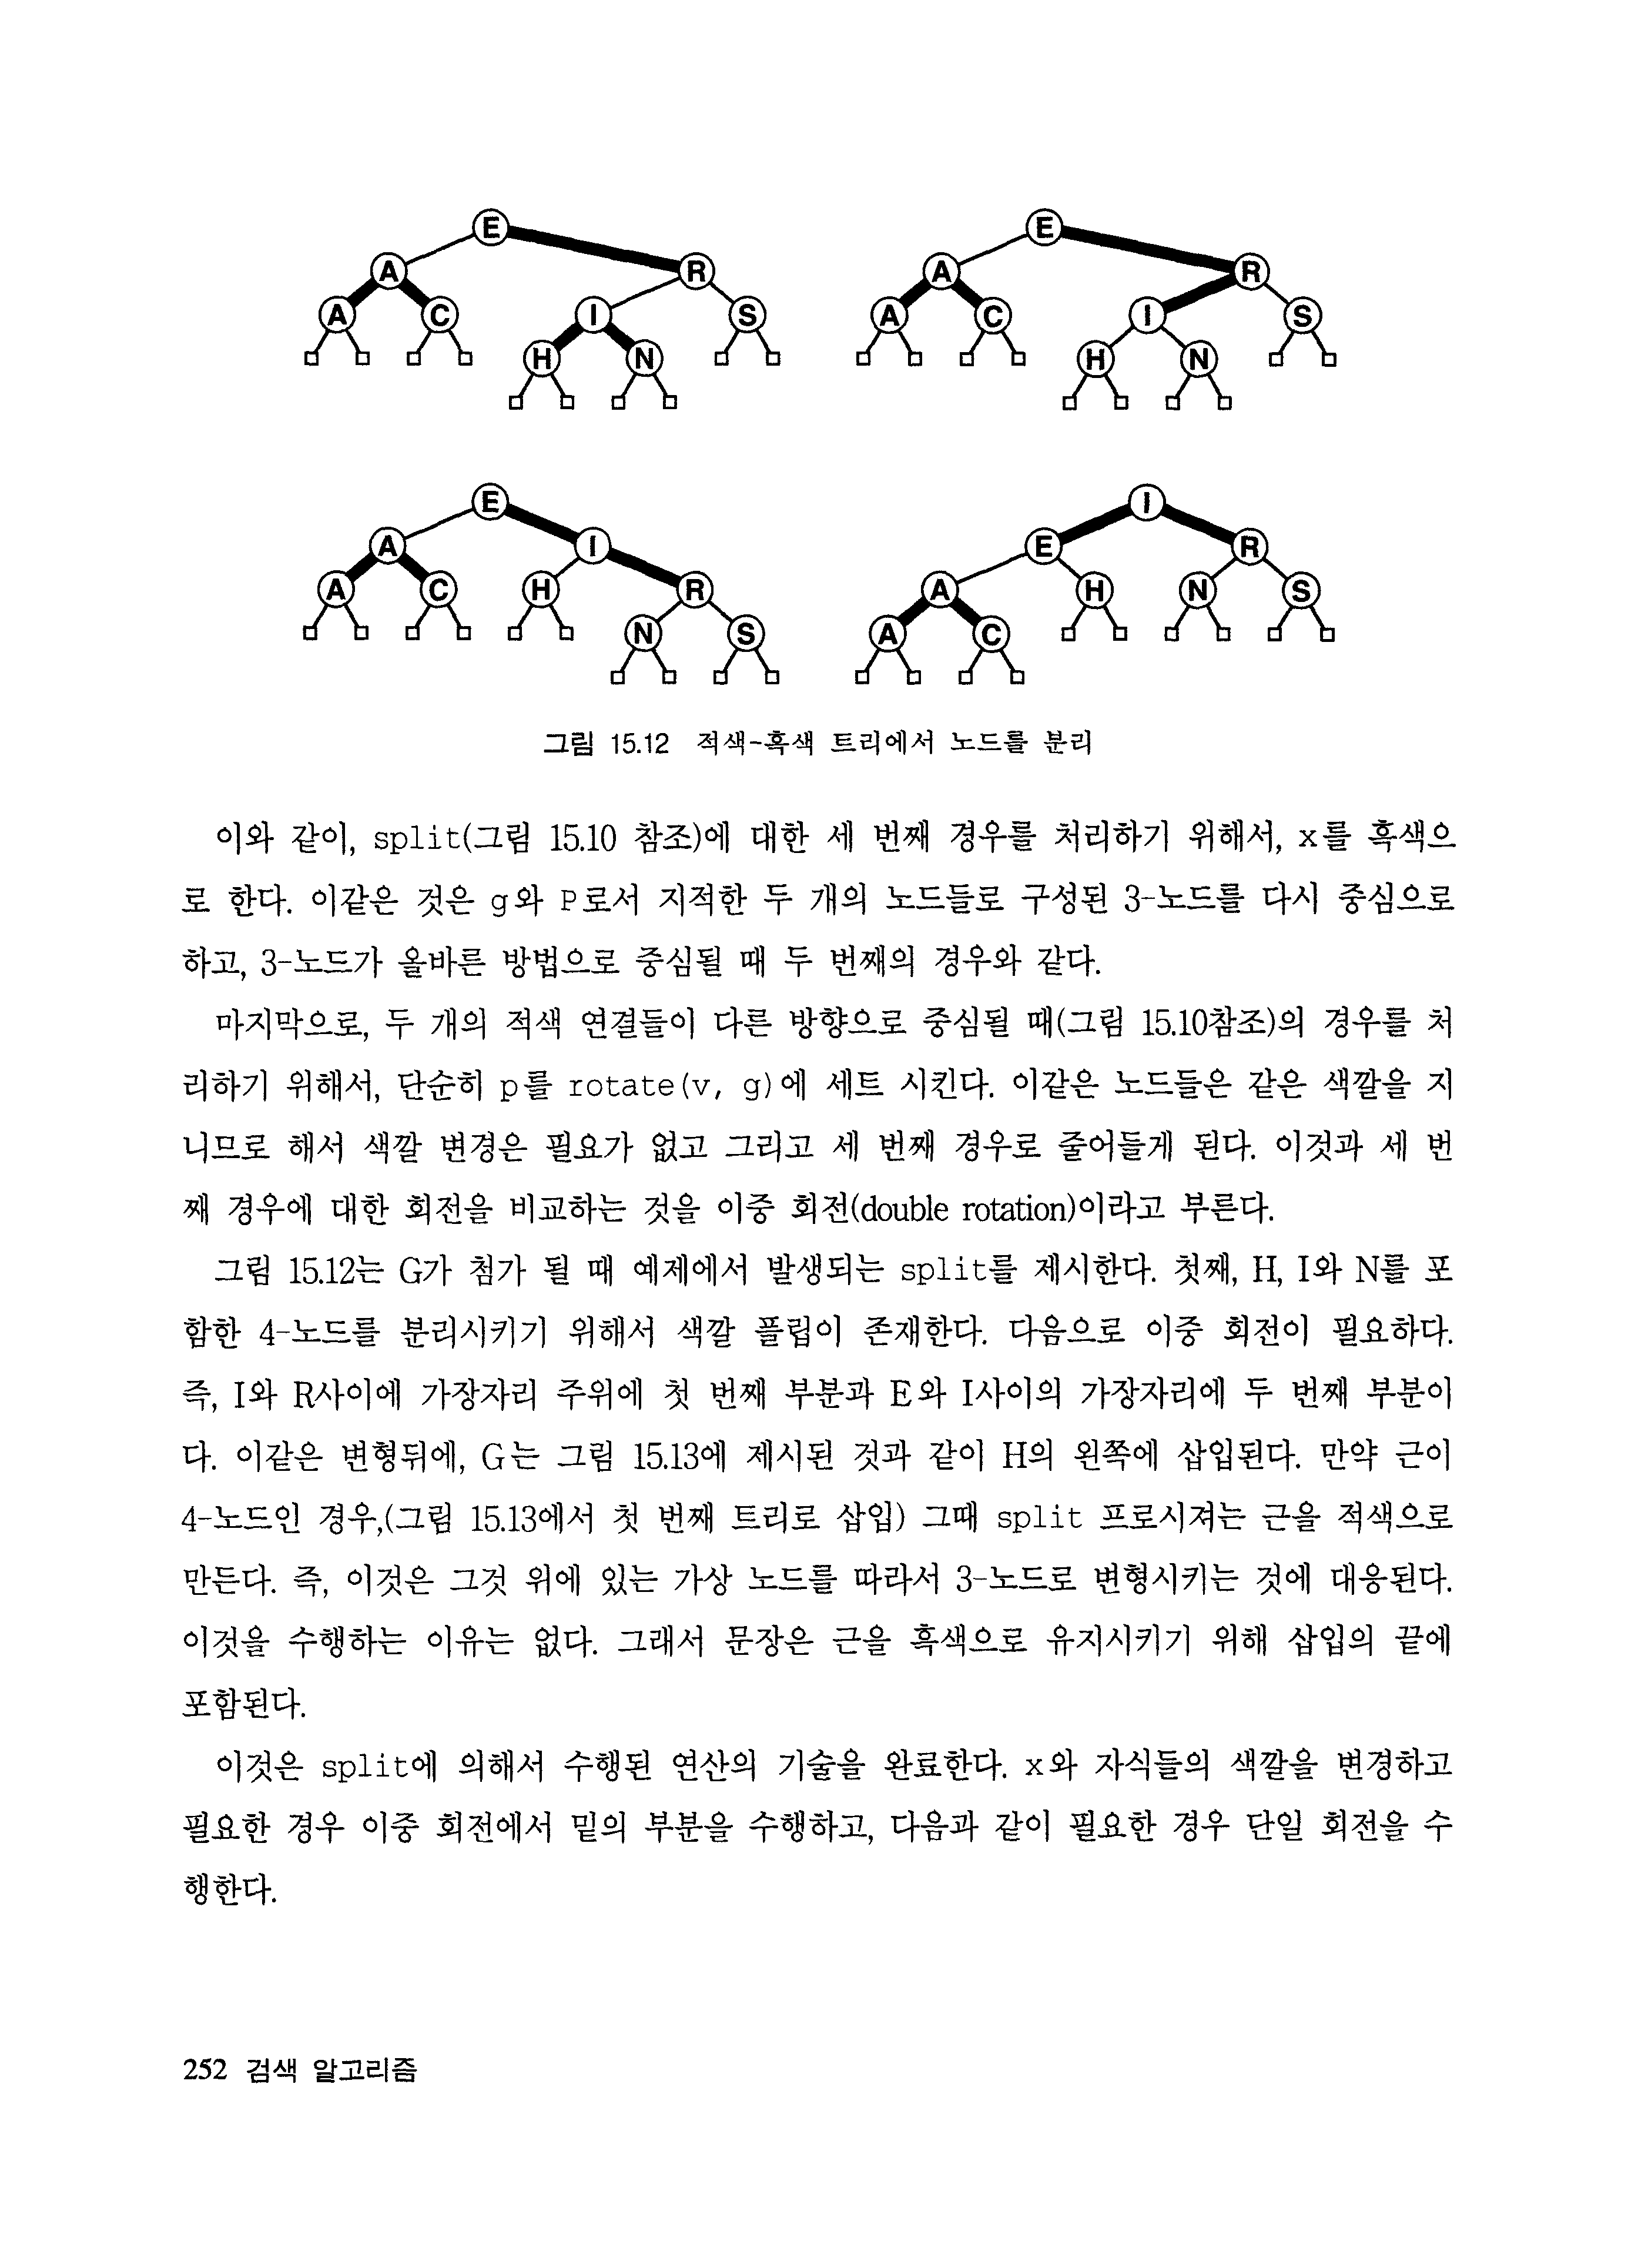 E E
A R A R
A C I S A C I S
H N H N
E I
A I E R
A C H R A H N S
N S A C
그림 15.12 적색-흑색 트리에서 노드를 분리
이와 같이, split(그림 15.10 참조)에 대한 세 번째 경우를 처리하기 위해서, x를 흑색으
로 한다. 이같은 것은 g와 P로서 지적한 두 개의 노드들로 구성된 3-노드를 다시 중심으로
하고, 3-노드가 올바른 방법으로 중심될 때 두 번째의 경우와 같다.
마지막으로, 두 개의 적색 연결들이 다른 방향으로 중심될 때(그림 15.10참조)의 경우를 처
리하기 위해서, 단순히 p를 rotate(v, g)에 세트 시킨다. 이같은 노드들은 같은 색깔을 지
니므로 해서 색깔 변경은 필요가 없고 그리고 세 번째 경우로 줄어들게 된다. 이것과 세 번
째 경우에 대한 회전을 비교하는 것을 이중 회전(double rotation)이라고 부른다.
그림 15.12는 G가 첨가 될 때 예제에서 발생되는 split를 제시한다. 첫째, H, I와 N를 포
함한 4-노드를 분리시키기 위해서 색깔 플립이 존재한다. 다음으로 이중 회전이 필요하다.
즉, I와 R사이에 가장자리 주위에 첫 번째 부분과 E와 I사이의 가장자리에 두 번째 부분이
다. 이같은 변형뒤에, G는 그림 15.13에 제시된 것과 같이 H의 왼쪽에 삽입된다. 만약 근이
4-노드인 경우,(그림 15.13에서 첫 번째 트리로 삽입) 그때 split 프로시져는 근을 적색으로
만든다. 즉, 이것은 그것 위에 있는 가상 노드를 따라서 3-노드로 변형시키는 것에 대응된다.
이것을 수행하는 이유는 없다. 그래서 문장은 근을 흑색으로 유지시키기 위해 삽입의 끝에
포함된다.
이것은 split에 의해서 수행된 연산의 기술을 완료한다. x와 자식들의 색깔을 변경하고
필요한 경우 이중 회전에서 밑의 부분을 수행하고, 다음과 같이 필요한 경우 단일 회전을 수
행한다.
252 검색 알고리즘